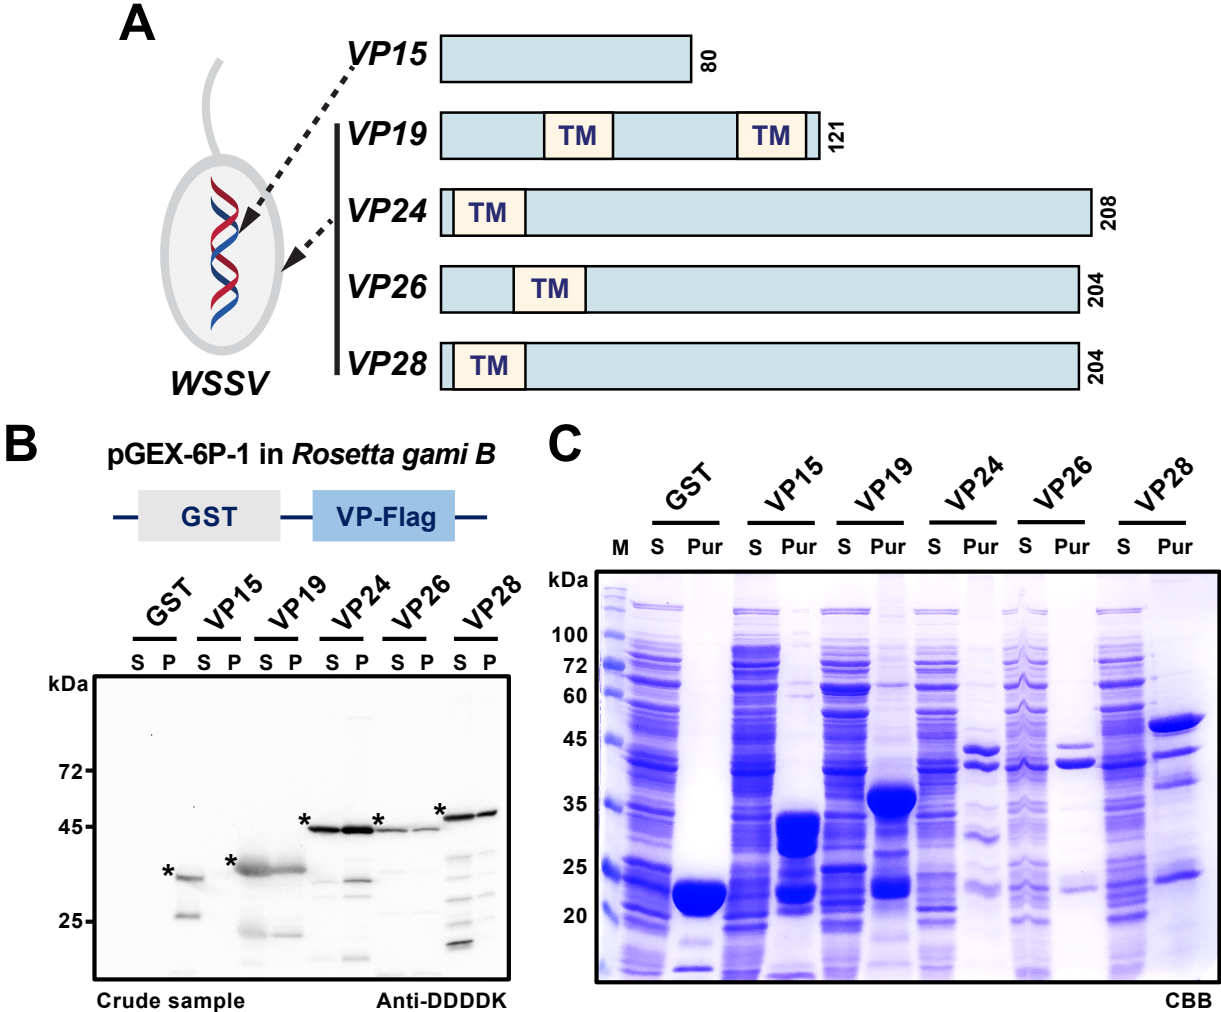 A
VP15
80
VP19
TM
TM
121
VP24
TM
208
VP26
TM
204
VP28
TM
204
WSSV
B
pGEX-6P-1 in Rosetta gami B
GST
VP-Flag
GST
VP15
VP19
VP24
VP26
VP28
S P S P S P S P S P S P
kDa
72
45
25
*
*
*
*
*
Crude sample
Anti-DDDDK
C
GST
VP15
VP19
VP24
VP26
VP28
M S Pur S Pur S Pur S Pur S Pur S Pur
kDa
100
72
60
45
35
25
20
CBB